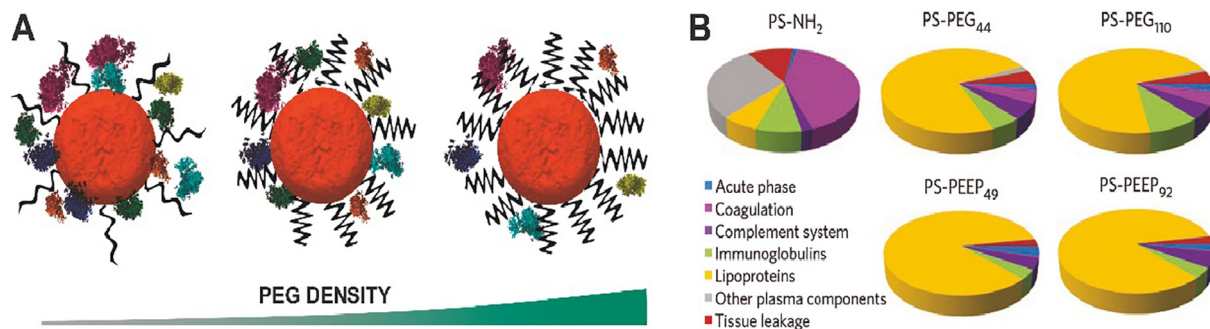 A
PEG DENSITY
B
PS-NH₂
PS-PEG₄₄
PS-PEG₁₁₀
Acute phase
Coagulation
Complement system
Immunoglobulins
Lipoproteins
Other plasma components
Tissue leakage
PS-PEEP₄₉
PS-PEEP₉₂